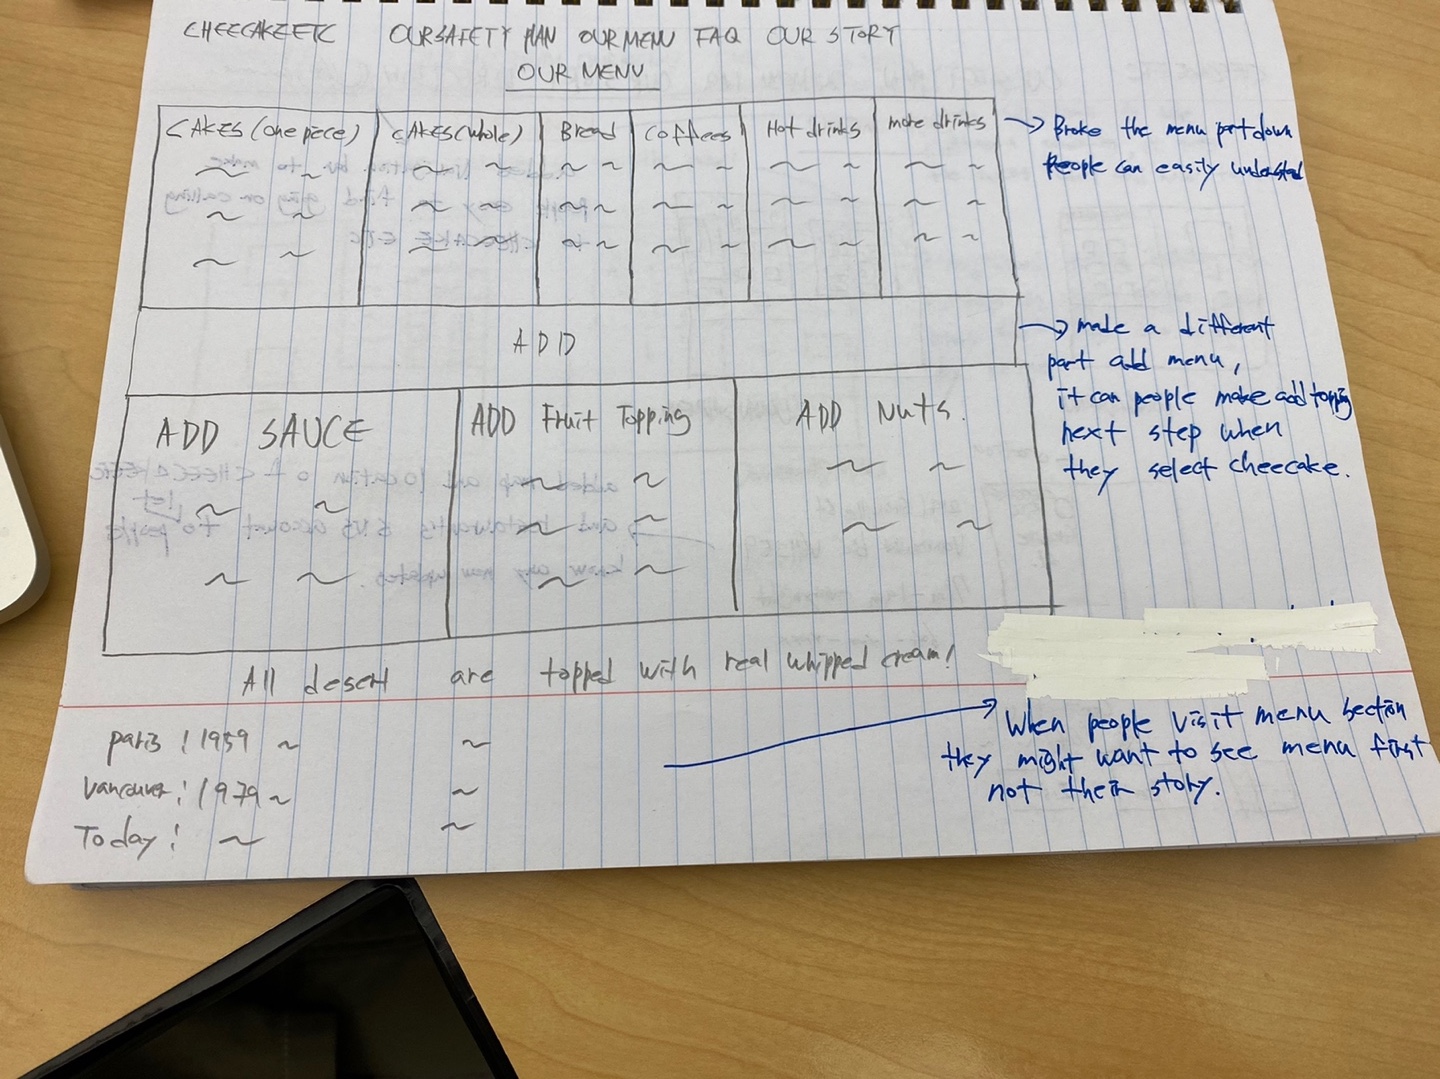 CHEECAKEETC OUR SAFETY PLAN OUR MENU FAQ OUR STORY
OUR MENU
CAKES (one piece) CAKES (whole) Bread Coffees Hot drinks more drinks
→ Broke the menu part down
people can easily understand
ADD
→ made a different
part add menu,
it can people make add topping
next step when
they select cheecake.
ADD SAUCE ADD Fruit Topping ADD Nuts.
All desert are topped with real whipped cream!
When people visit menu section
they might want to see menu first
not their story.
paris : 1959
Vancouver : 1979
Today :